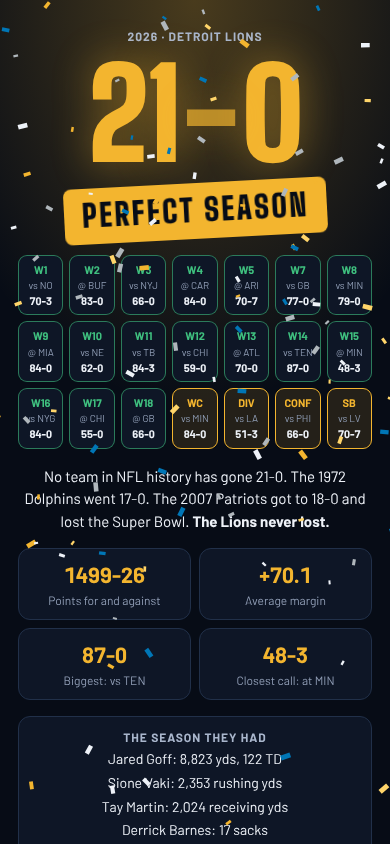 2026 · DETROIT LIONS
21–0
PERFECT SEASON
W1 W2 W3 W4 W5 W7 W8
vs NO @ BUF vs NYJ @ CAR @ ARI vs GB vs MIN
70-3 83-0 66-0 84-0 70-7 77-0 79-0
W9 W10 W11 W12 W13 W14 W15
@ MIA vs NE vs TB vs CHI @ ATL vs TEN @ MIN
84-0 62-0 84-3 59-0 70-0 87-0 48-3
W16 W17 W18 WC DIV CONF SB
vs NYG @ CHI @ GB vs MIN vs LA vs PHI vs LV
84-0 55-0 66-0 84-0 51-3 66-0 70-7
No team in NFL history has gone 21-0. The 1972
Dolphins went 17-0. The 2007 Patriots got to 18-0 and
lost the Super Bowl. The Lions never lost.
1499-26 +70.1
Points for and against Average margin
87-0 48-3
Biggest: vs TEN Closest call: at MIN
THE SEASON THEY HAD
Jared Goff: 8,823 yds, 122 TD
Sione Vaki: 2,353 rushing yds
Tay Martin: 2,024 receiving yds
Derrick Barnes: 17 sacks